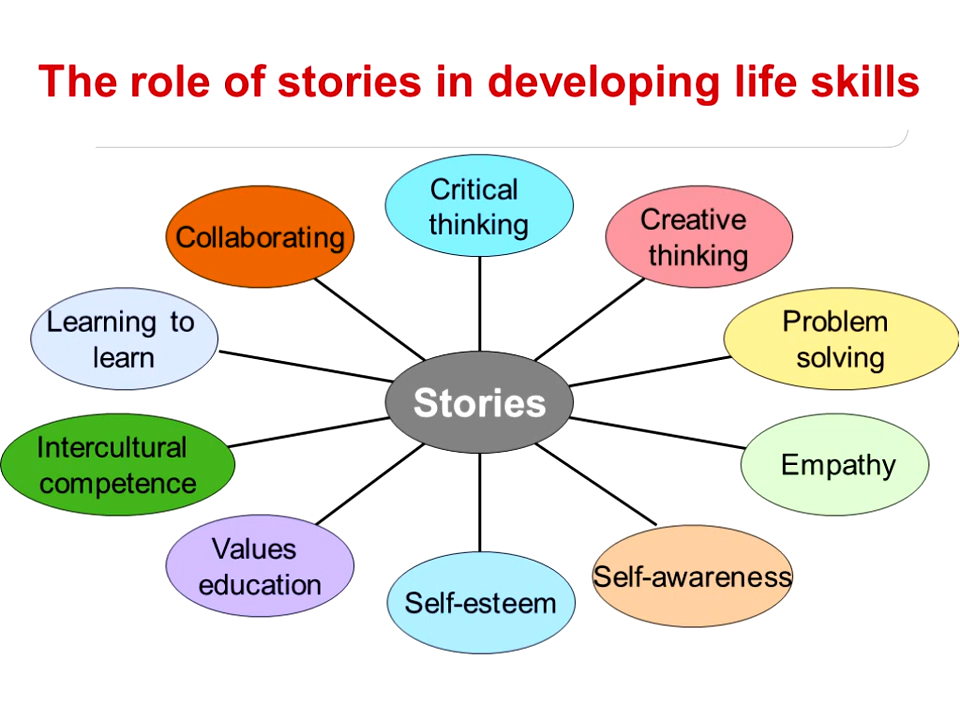 The role of stories in developing life skills
Critical
thinking
Creative
thinking
Collaborating
Problem
solving
Learning to
learn
Stories
Intercultural
competence
Empathy
Values
education
Self-awareness
Self-esteem